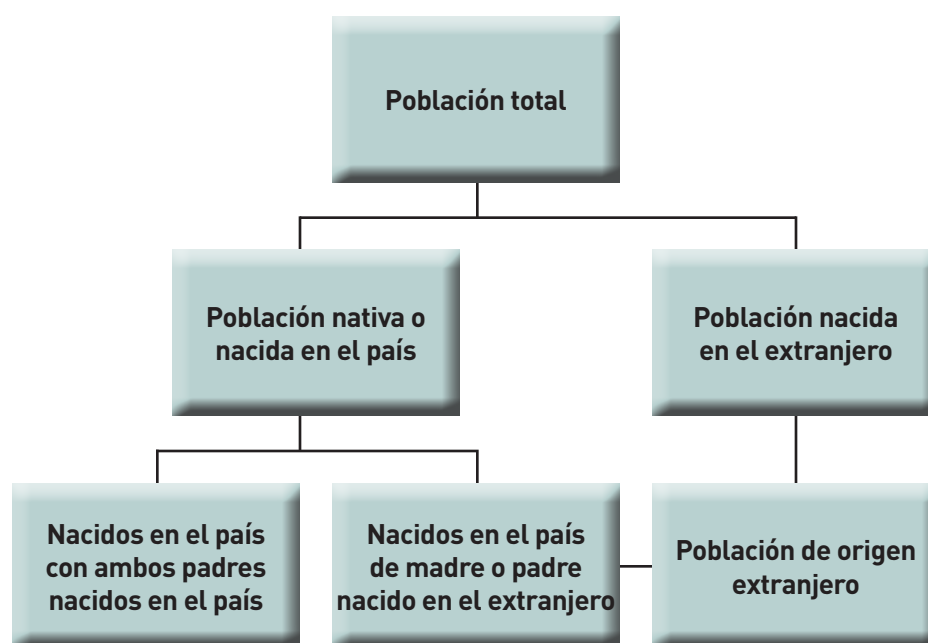 Población total
Población nativa o
nacida en el país
Población nacida
en el extranjero
Nacidos en el país
con ambos padres
nacidos en el país
Nacidos en el país
de madre o padre
nacido en el extranjero
Población de origen
extranjero